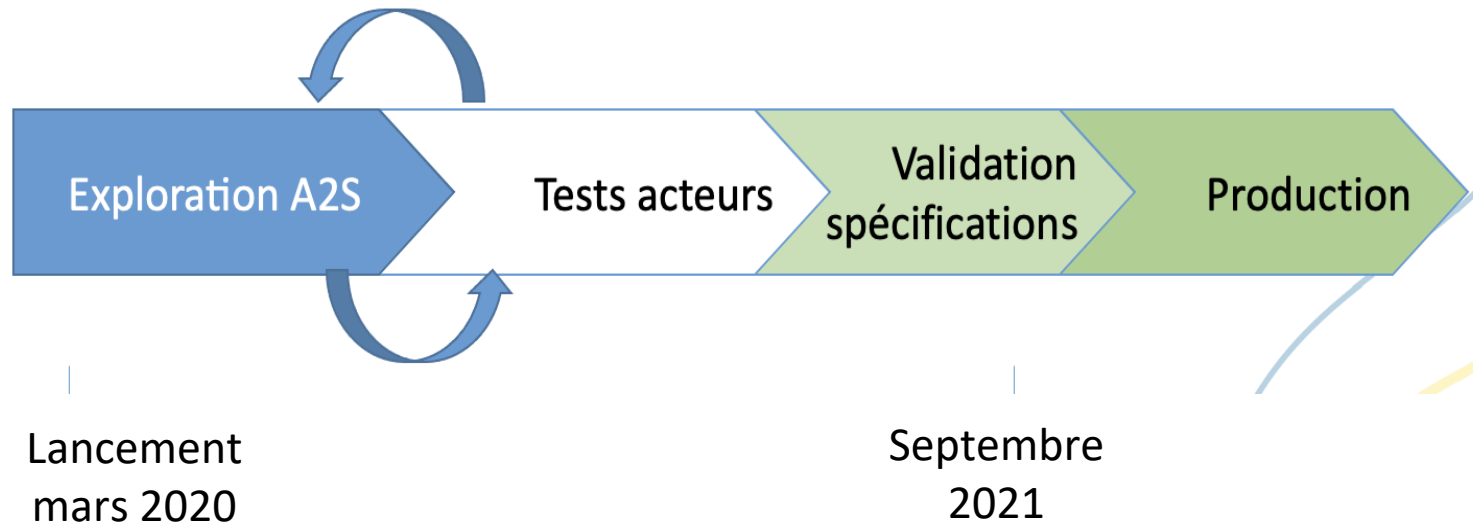 Exploration A2S
Tests acteurs
Validation
spécifications
Production
Lancement
mars 2020
Septembre
2021